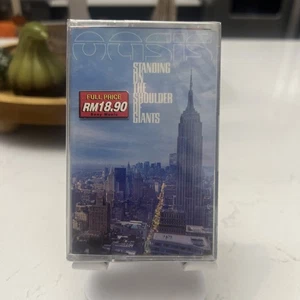 oasis
STANDING
ON THE
SHOULDER
OF
GIANTS
FULL PRICE
RM18.90